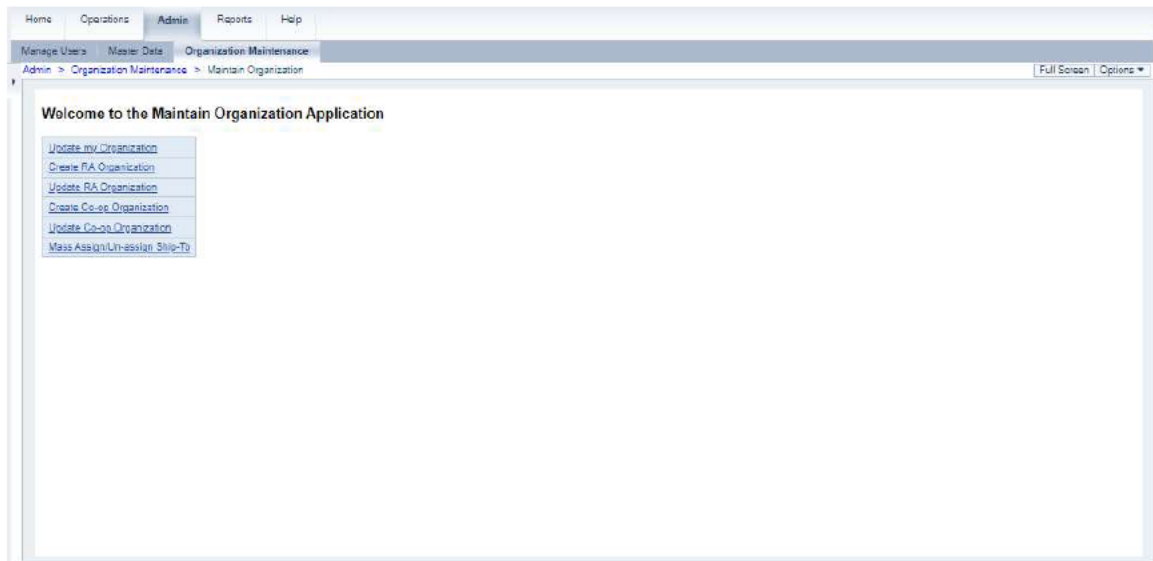 Home Operations Admin Reports Help
Manage Users Master Data Organization Maintenance
Admin > Organization Maintenance > Maintain Organization Full Screen Options
Welcome to the Maintain Organization Application
Update my Organization
Create RA Organization
Update RA Organization
Create Co-op Organization
Update Co-op Organization
Mass Assign/Un-assign Ship-To